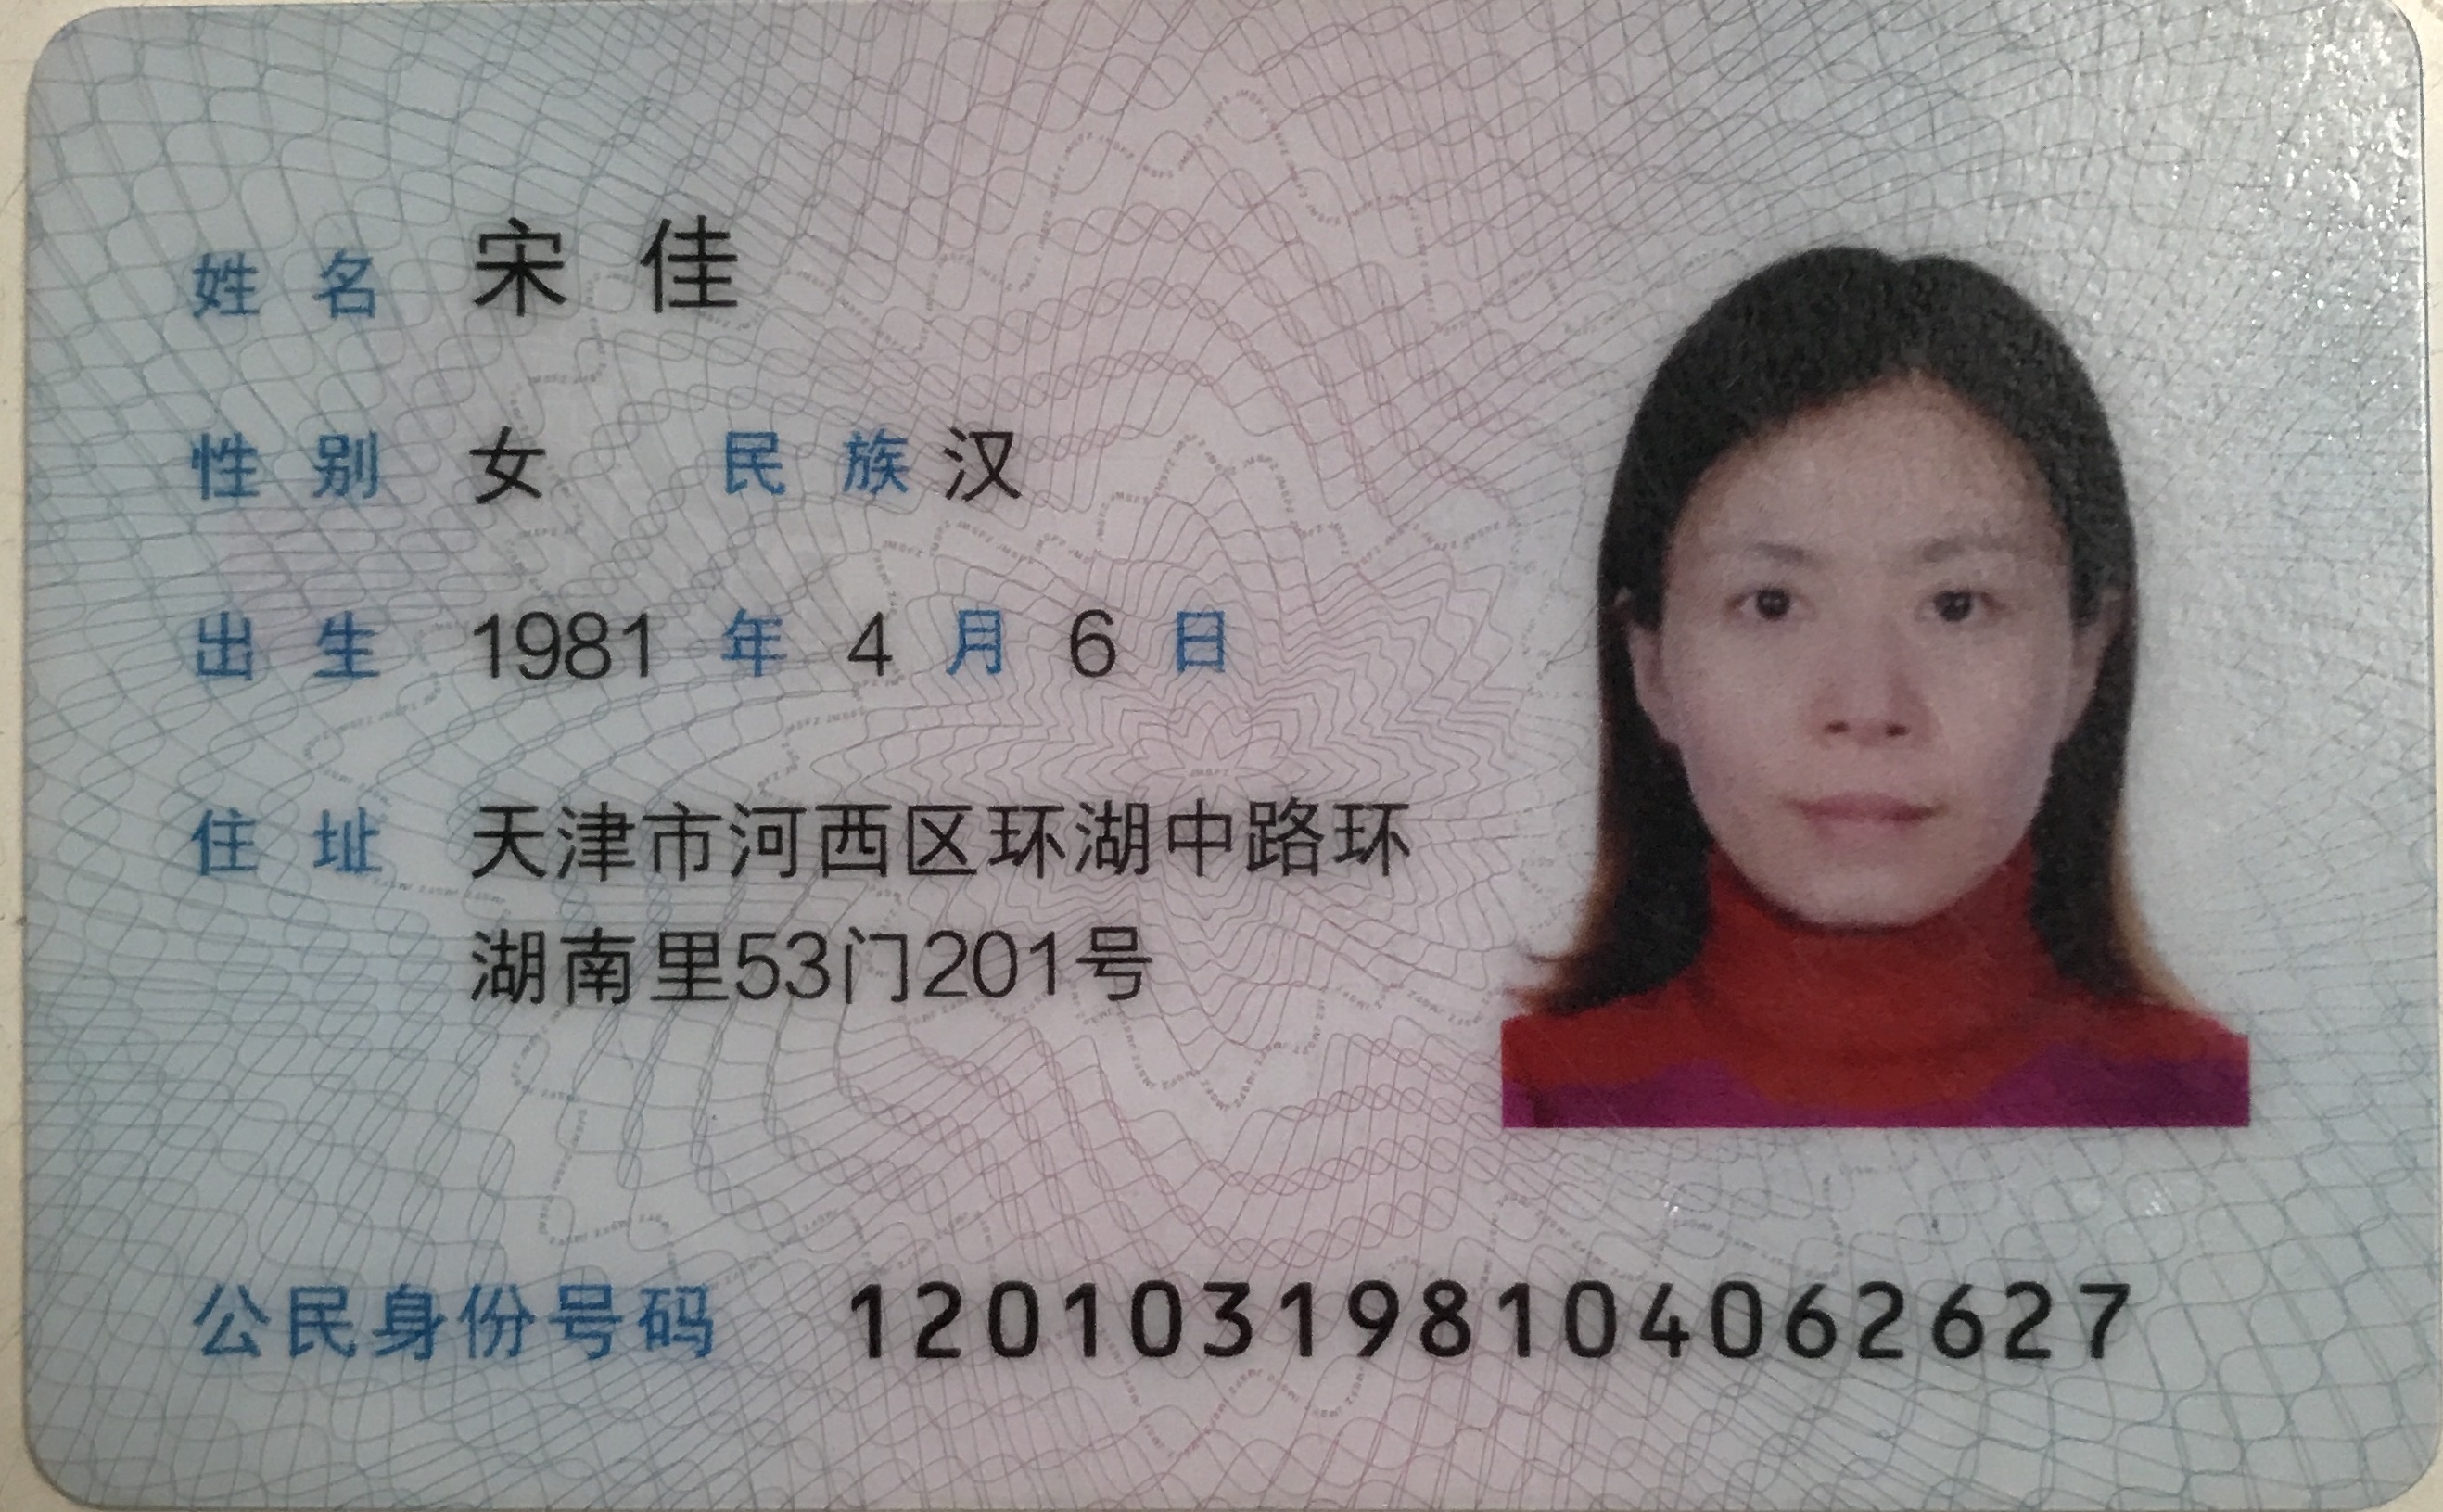 姓名 宋佳
性别 女 民族 汉
出生 1981 年 4 月 6 日
住址 天津市河西区环湖中路环
湖南里53门201号
公民身份号码 120103198104062627